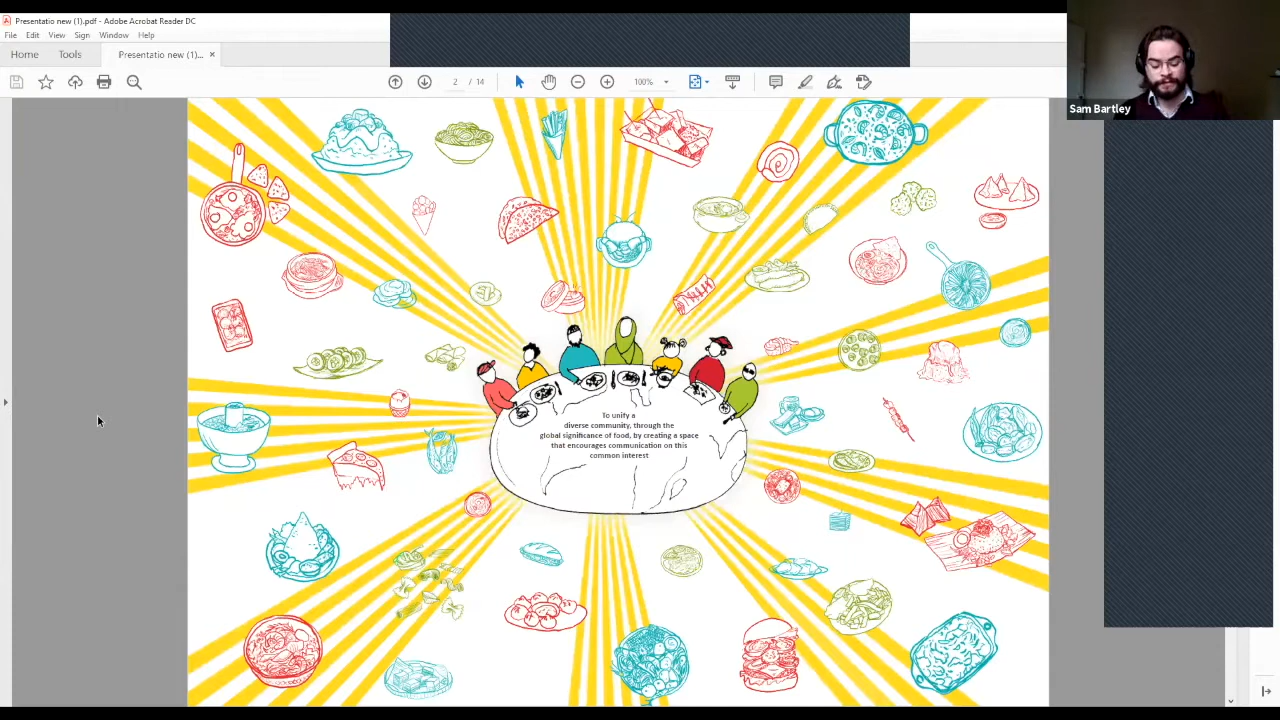 Presentatio new (1).pdf - Adobe Acrobat Reader DC
File Edit View Sign Window Help
Home Tools Presentatio new (1)... ×
2 / 14 100%
Sam Bartley
To unify a
diverse community, through the
global significance of food, by creating a space
that encourages communication on this
common interest